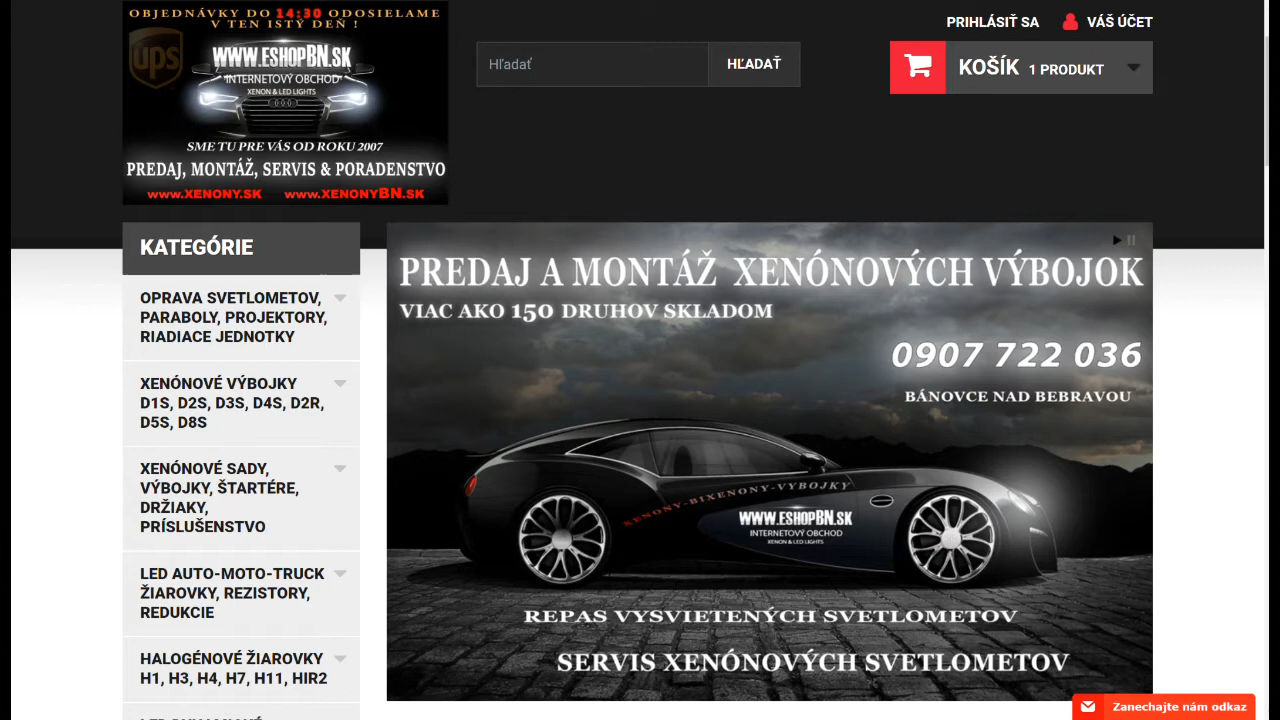 OBJEDNÁVKY DO 14:30 ODOSIELAME
V TEN ISTÝ DEŇ !
ups
WWW.ESHOPBN.SK
INTERNETOVÝ OBCHOD
XENON & LED LIGHTS
SME TU PRE VÁS OD ROKU 2007
PREDAJ, MONTÁŽ, SERVIS & PORADENSTVO
www.XENONY.SK www.XENONYBN.SK
Hľadať
HĽADAŤ
PRIHLÁSIŤ SA
VÁŠ ÚČET
KOŠÍK 1 PRODUKT
KATEGÓRIE
OPRAVA SVETLOMETOV,
PARABOLY, PROJEKTORY,
RIADIACE JEDNOTKY
XENÓNOVÉ VÝBOJKY
D1S, D2S, D3S, D4S, D2R,
D5S, D8S
XENÓNOVÉ SADY,
VÝBOJKY, ŠTARTÉRE,
DRŽIAKY,
PRÍSLUŠENSTVO
LED AUTO-MOTO-TRUCK
ŽIAROVKY, REZISTORY,
REDUKCIE
HALOGÉNOVÉ ŽIAROVKY
H1, H3, H4, H7, H11, HIR2
PREDAJ A MONTÁŽ XENÓNOVÝCH VÝBOJOK
VIAC AKO 150 DRUHOV SKLADOM
0907 722 036
BÁNOVCE NAD BEBRAVOU
XENONY-BIXENONY-VYBOJKY
WWW.ESHOPBN.SK
INTERNETOVÝ OBCHOD
XENON & LED LIGHTS
REPAS VYSVIETENÝCH SVETLOMETOV
SERVIS XENÓNOVÝCH SVETLOMETOV
Zanechajte nám odkaz